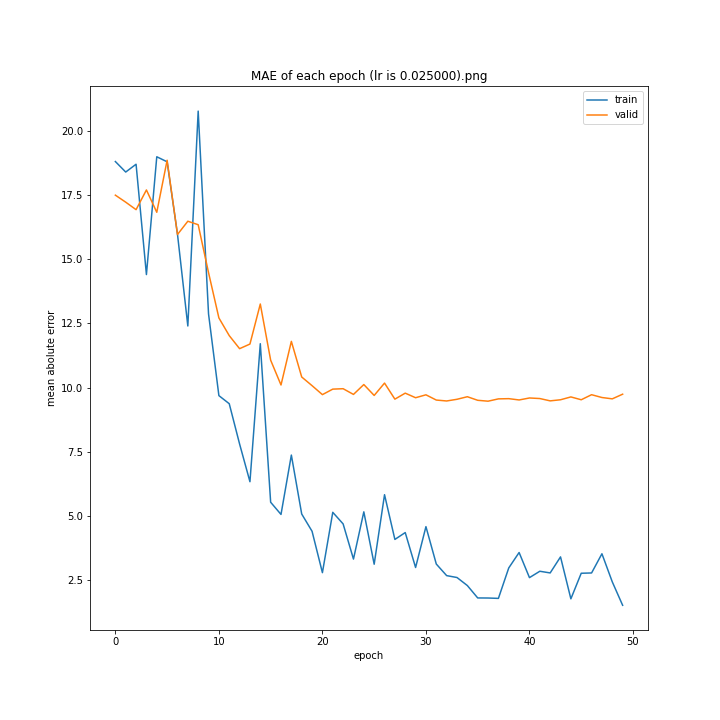 MAE of each epoch (lr is 0.025000).png
train
valid
20.0
17.5
15.0
12.5
10.0
7.5
5.0
2.5
mean abolute error
0 10 20 30 40 50
epoch